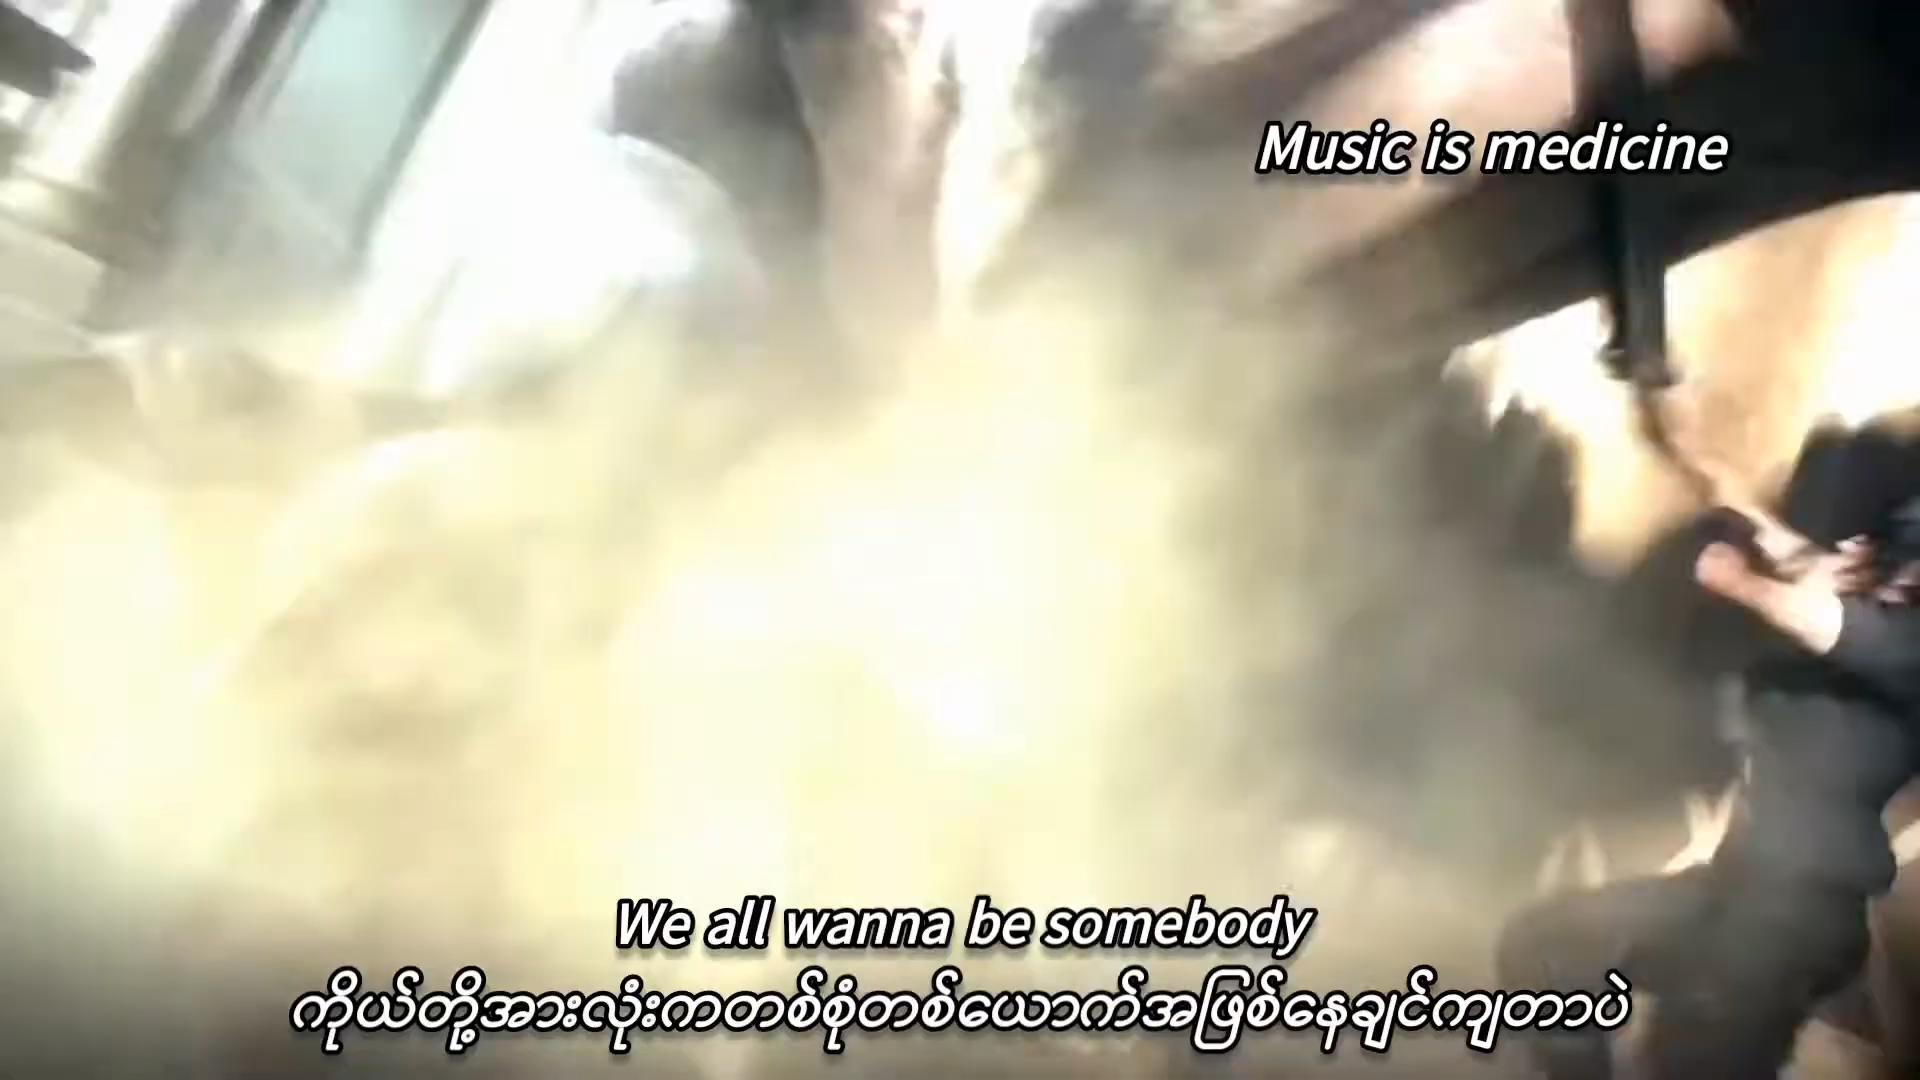 Music is medicine
We all wanna be somebody
ကိုယ်တို့အားလုံးကတစ်စုံတစ်ယောက်အဖြစ်နေချင်ကျတာပဲ